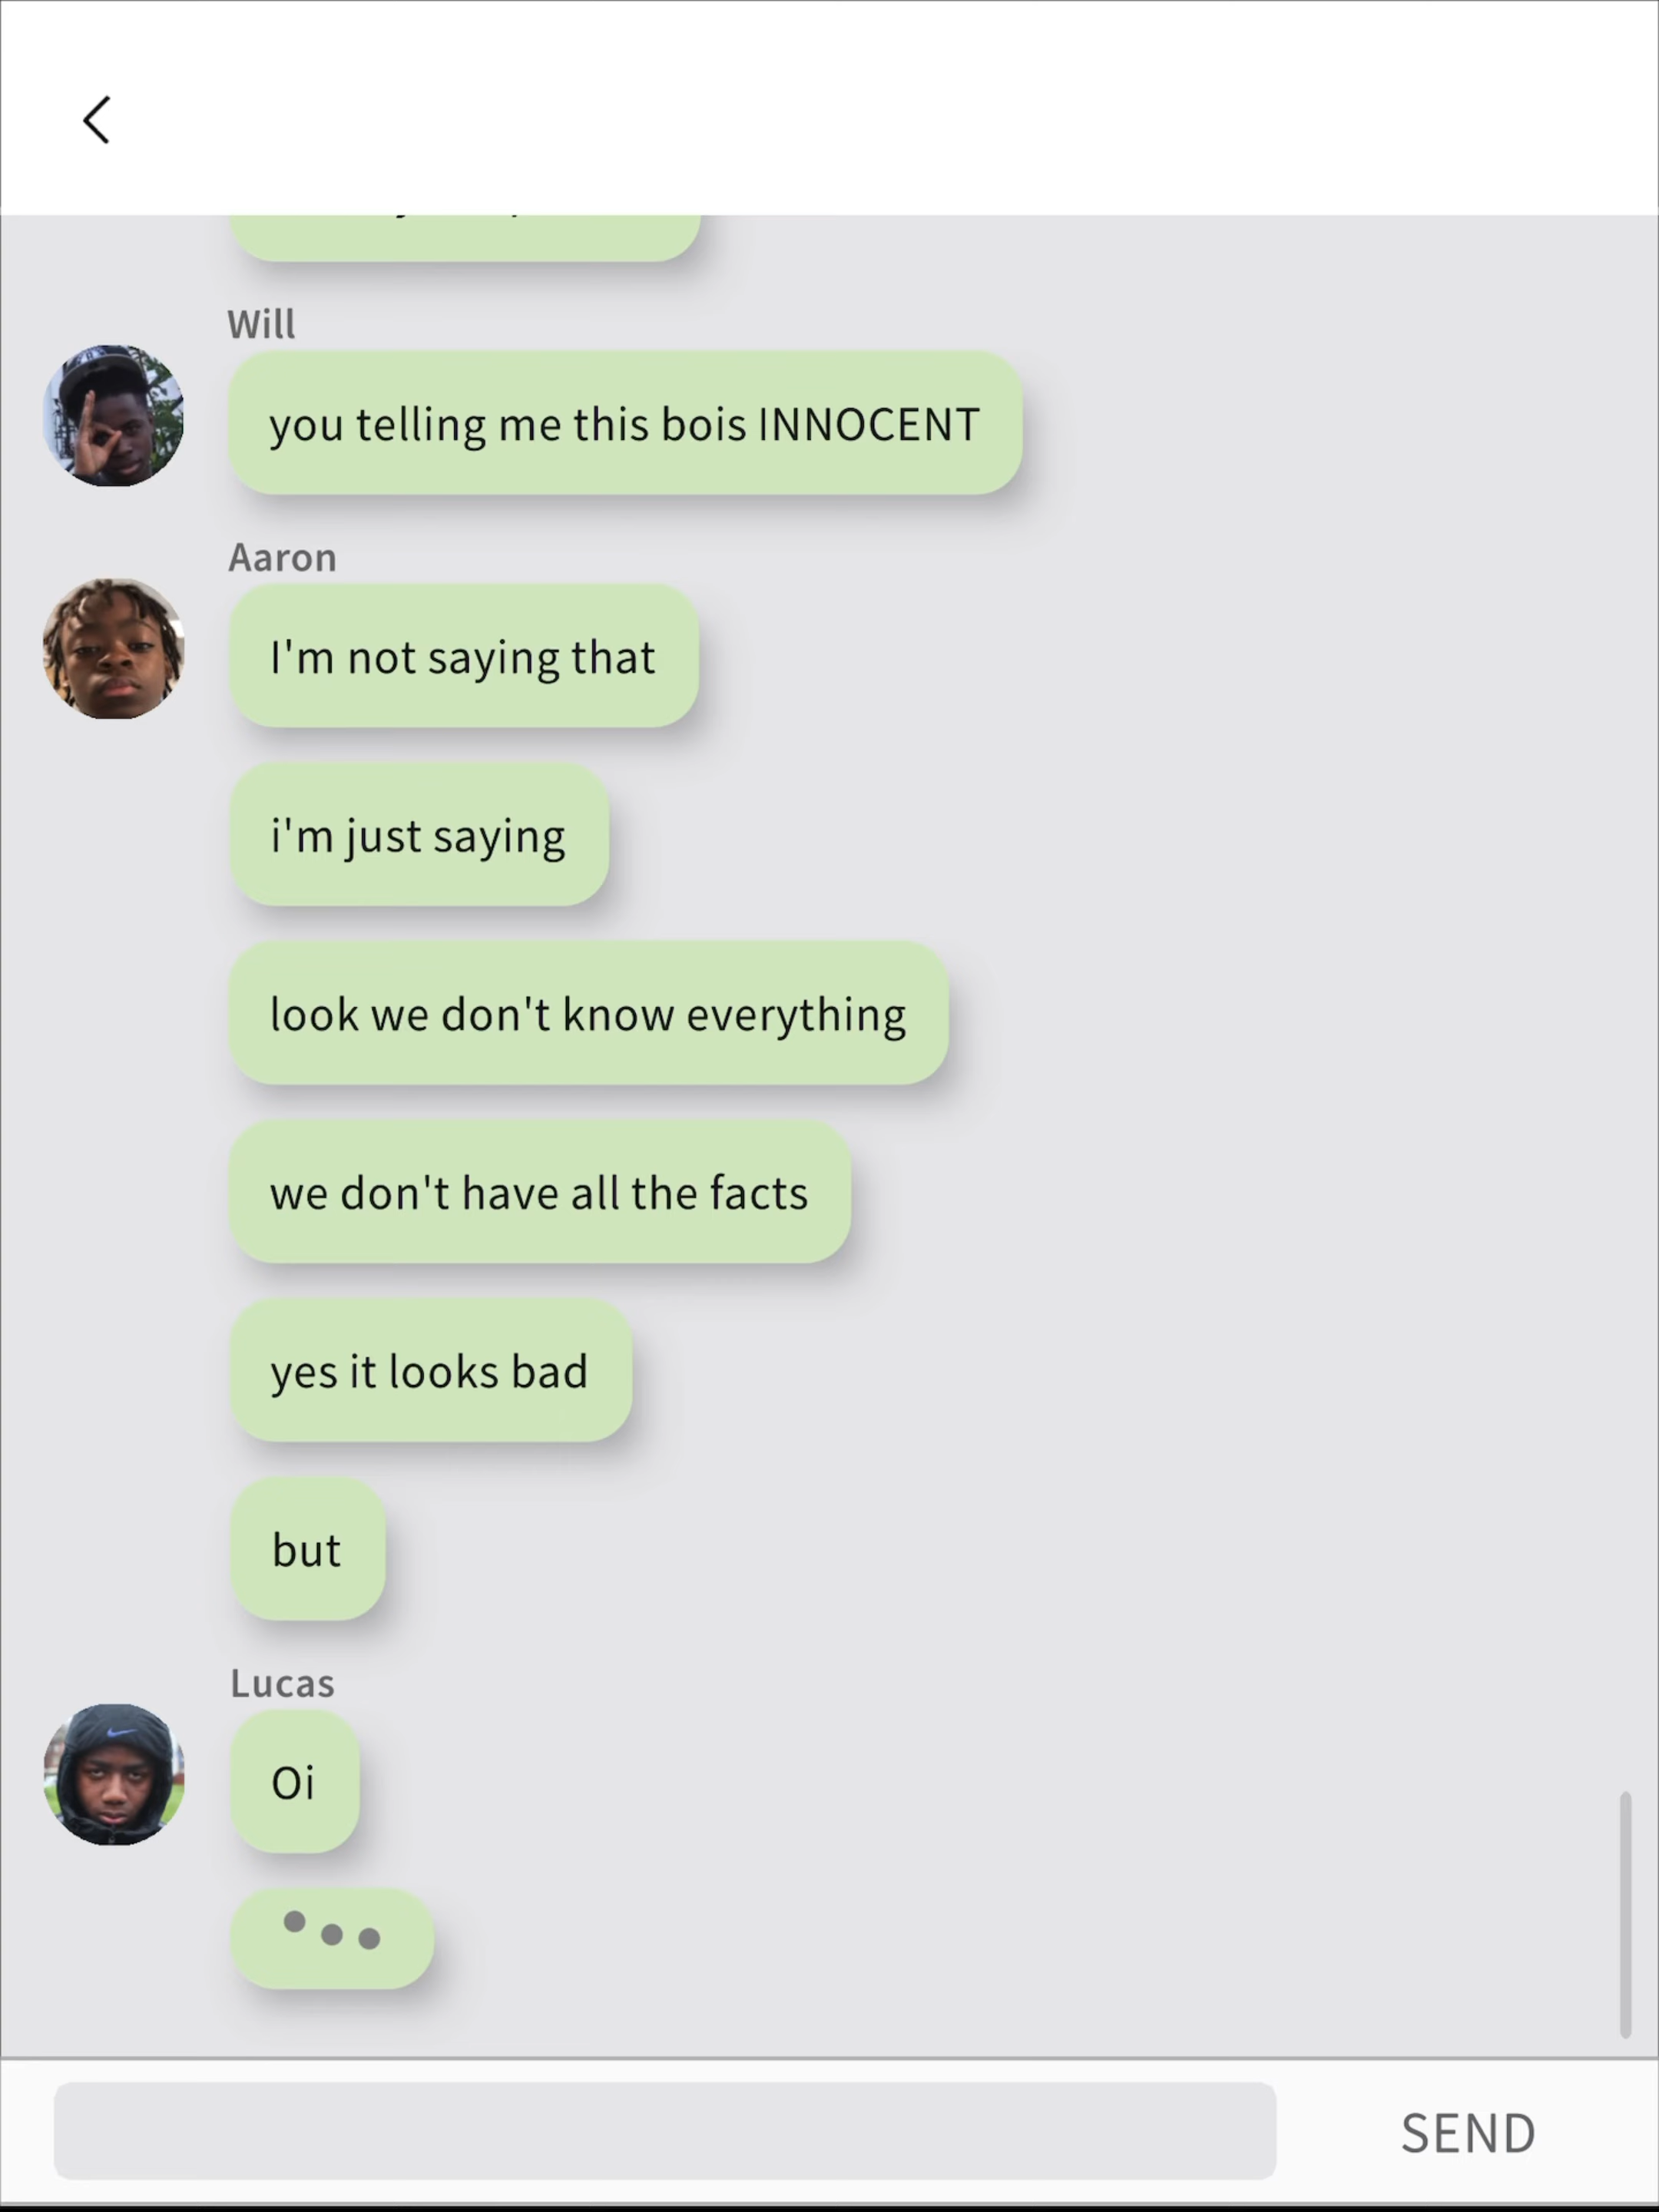 Will
you telling me this bois INNOCENT
Aaron
I'm not saying that
i'm just saying
look we don't know everything
we don't have all the facts
yes it looks bad
but
Lucas
Oi
SEND